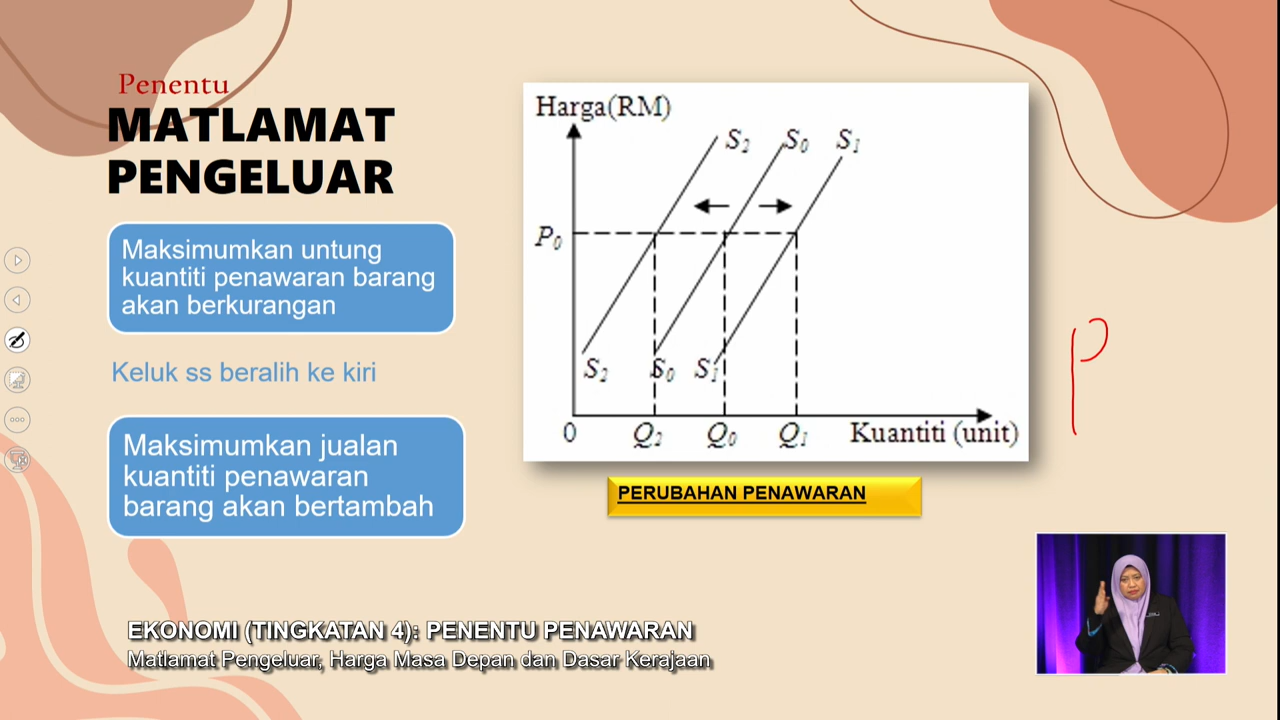 Penentu
MATLAMAT
PENGELUAR
Maksimumkan untung
kuantiti penawaran barang
akan berkurangan
Keluk ss beralih ke kiri
Maksimumkan jualan
kuantiti penawaran
barang akan bertambah
Harga(RM)
S2 S0 S1
P0
S2 S0 S1
0 Q2 Q0 Q1 Kuantiti (unit)
PERUBAHAN PENAWARAN
P
EKONOMI (TINGKATAN 4): PENENTU PENAWARAN
Matlamat Pengeluar, Harga Masa Depan dan Dasar Kerajaan